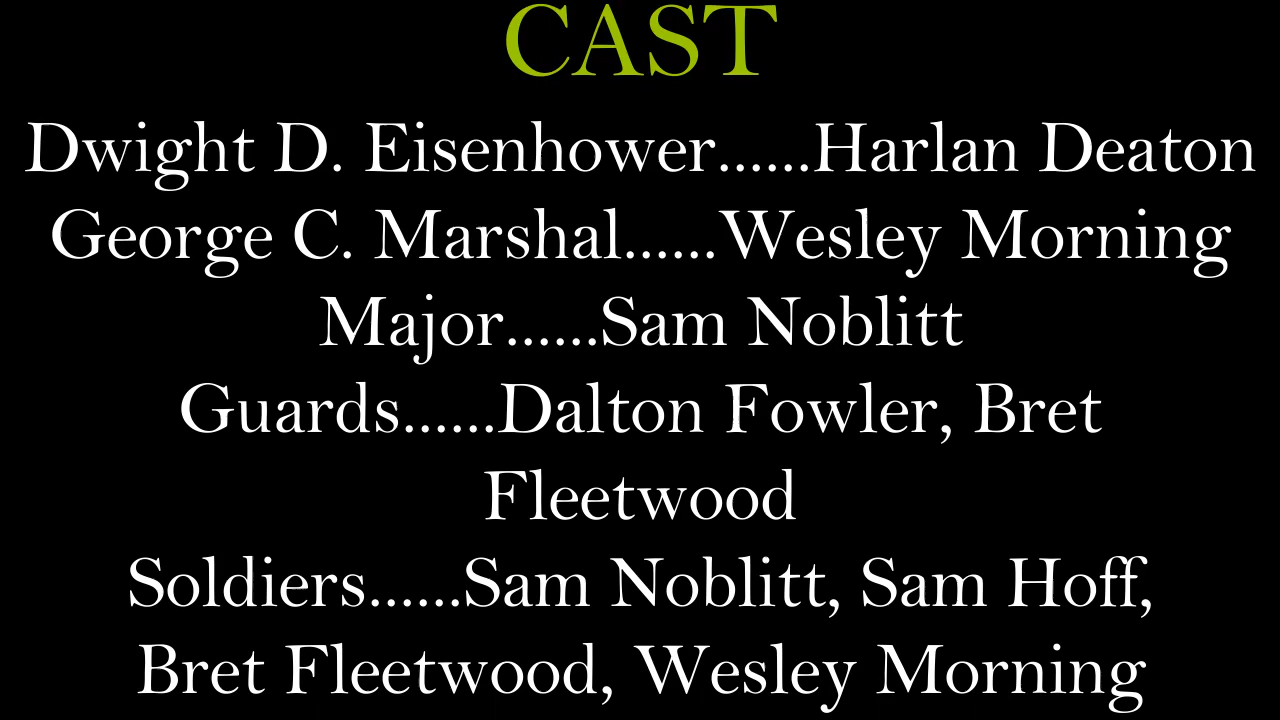 CAST
Dwight D. Eisenhower......Harlan Deaton
George C. Marshal......Wesley Morning
Major......Sam Noblitt
Guards......Dalton Fowler, Bret
Fleetwood
Soldiers......Sam Noblitt, Sam Hoff,
Bret Fleetwood, Wesley Morning